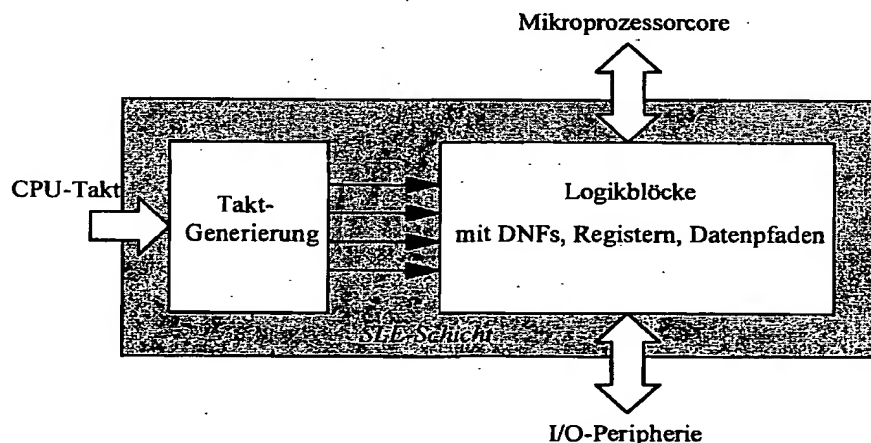 Mikroprozessorcore
CPU-Takt
Takt-
Generierung
Logikblöcke
mit DNFs, Registern, Datenpfaden
SLE-Schicht
I/O-Peripherie